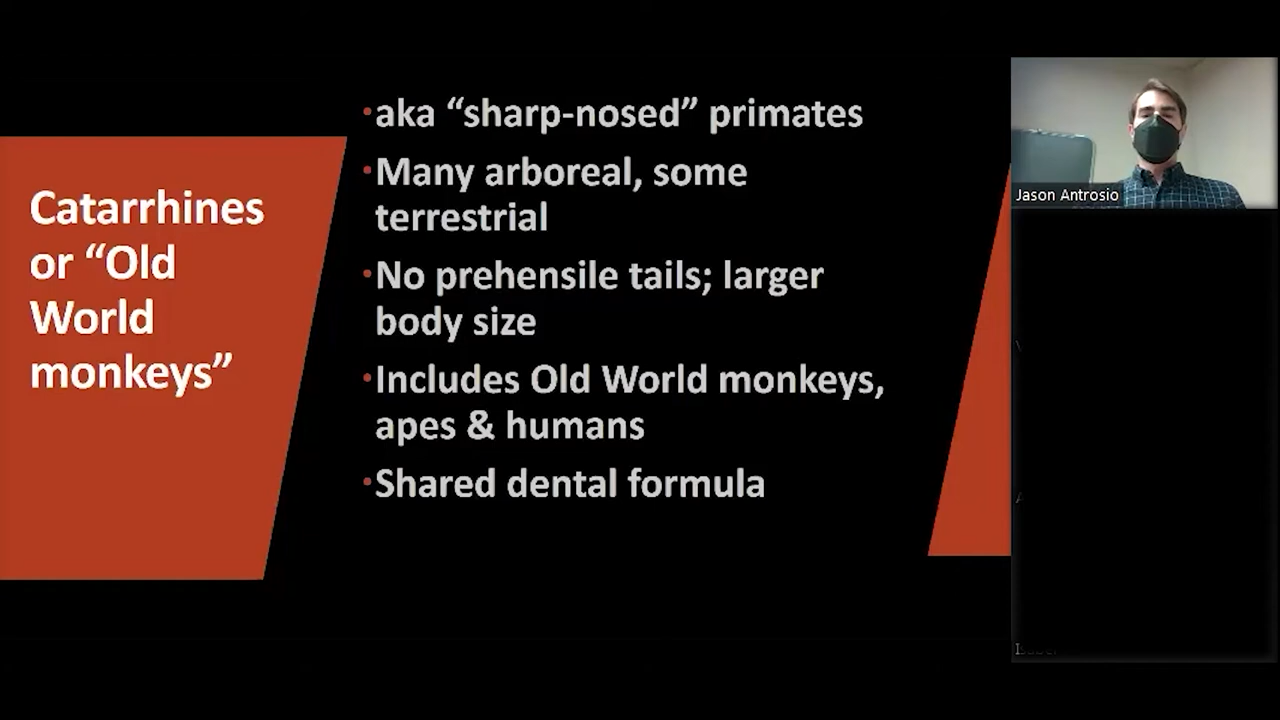 Catarrhines
or “Old
World
monkeys”
•aka “sharp-nosed” primates
•Many arboreal, some
terrestrial
•No prehensile tails; larger
body size
•Includes Old World monkeys,
apes & humans
•Shared dental formula
Jason Antrosio